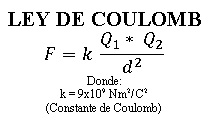 LEY DE COULOMB
F = k Q₁ * Q₂ / d²
Donde:
k = 9x10⁹ Nm²/C²
(Constante de Coulomb)